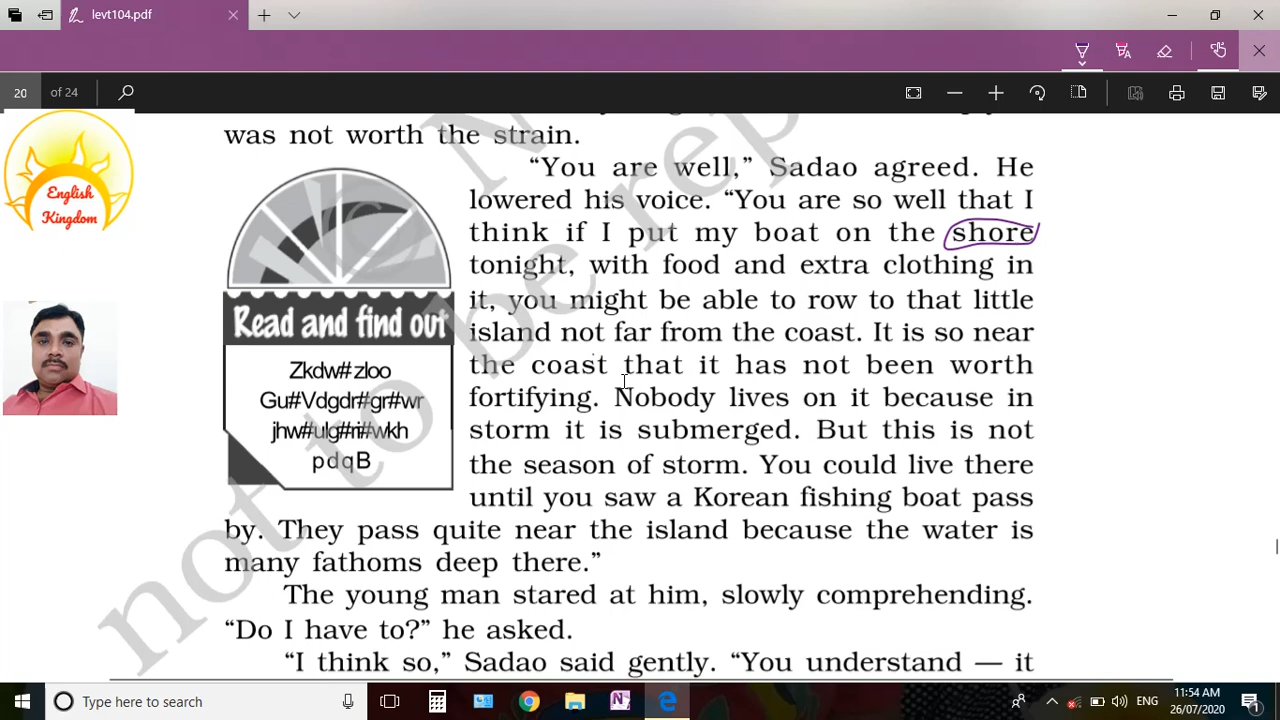 levt104.pdf
20 of 24
was not worth the strain.
“You are well,” Sadao agreed. He
lowered his voice. “You are so well that I
think if I put my boat on the shore
tonight, with food and extra clothing in
it, you might be able to row to that little
island not far from the coast. It is so near
the coast that it has not been worth
fortifying. Nobody lives on it because in
storm it is submerged. But this is not
the season of storm. You could live there
until you saw a Korean fishing boat pass
by. They pass quite near the island because the water is
many fathoms deep there.”
The young man stared at him, slowly comprehending.
“Do I have to?” he asked.
“I think so,” Sadao said gently. “You understand — it
English
Kingdom
Read and find out
Zkdw#zloo
Gu#Vdgdr#gr#wr
jhw#ulg#ri#wkh
pdqB
not to be rep
Type here to search
ENG
11:54 AM
26/07/2020
1